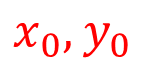 x₀, y₀